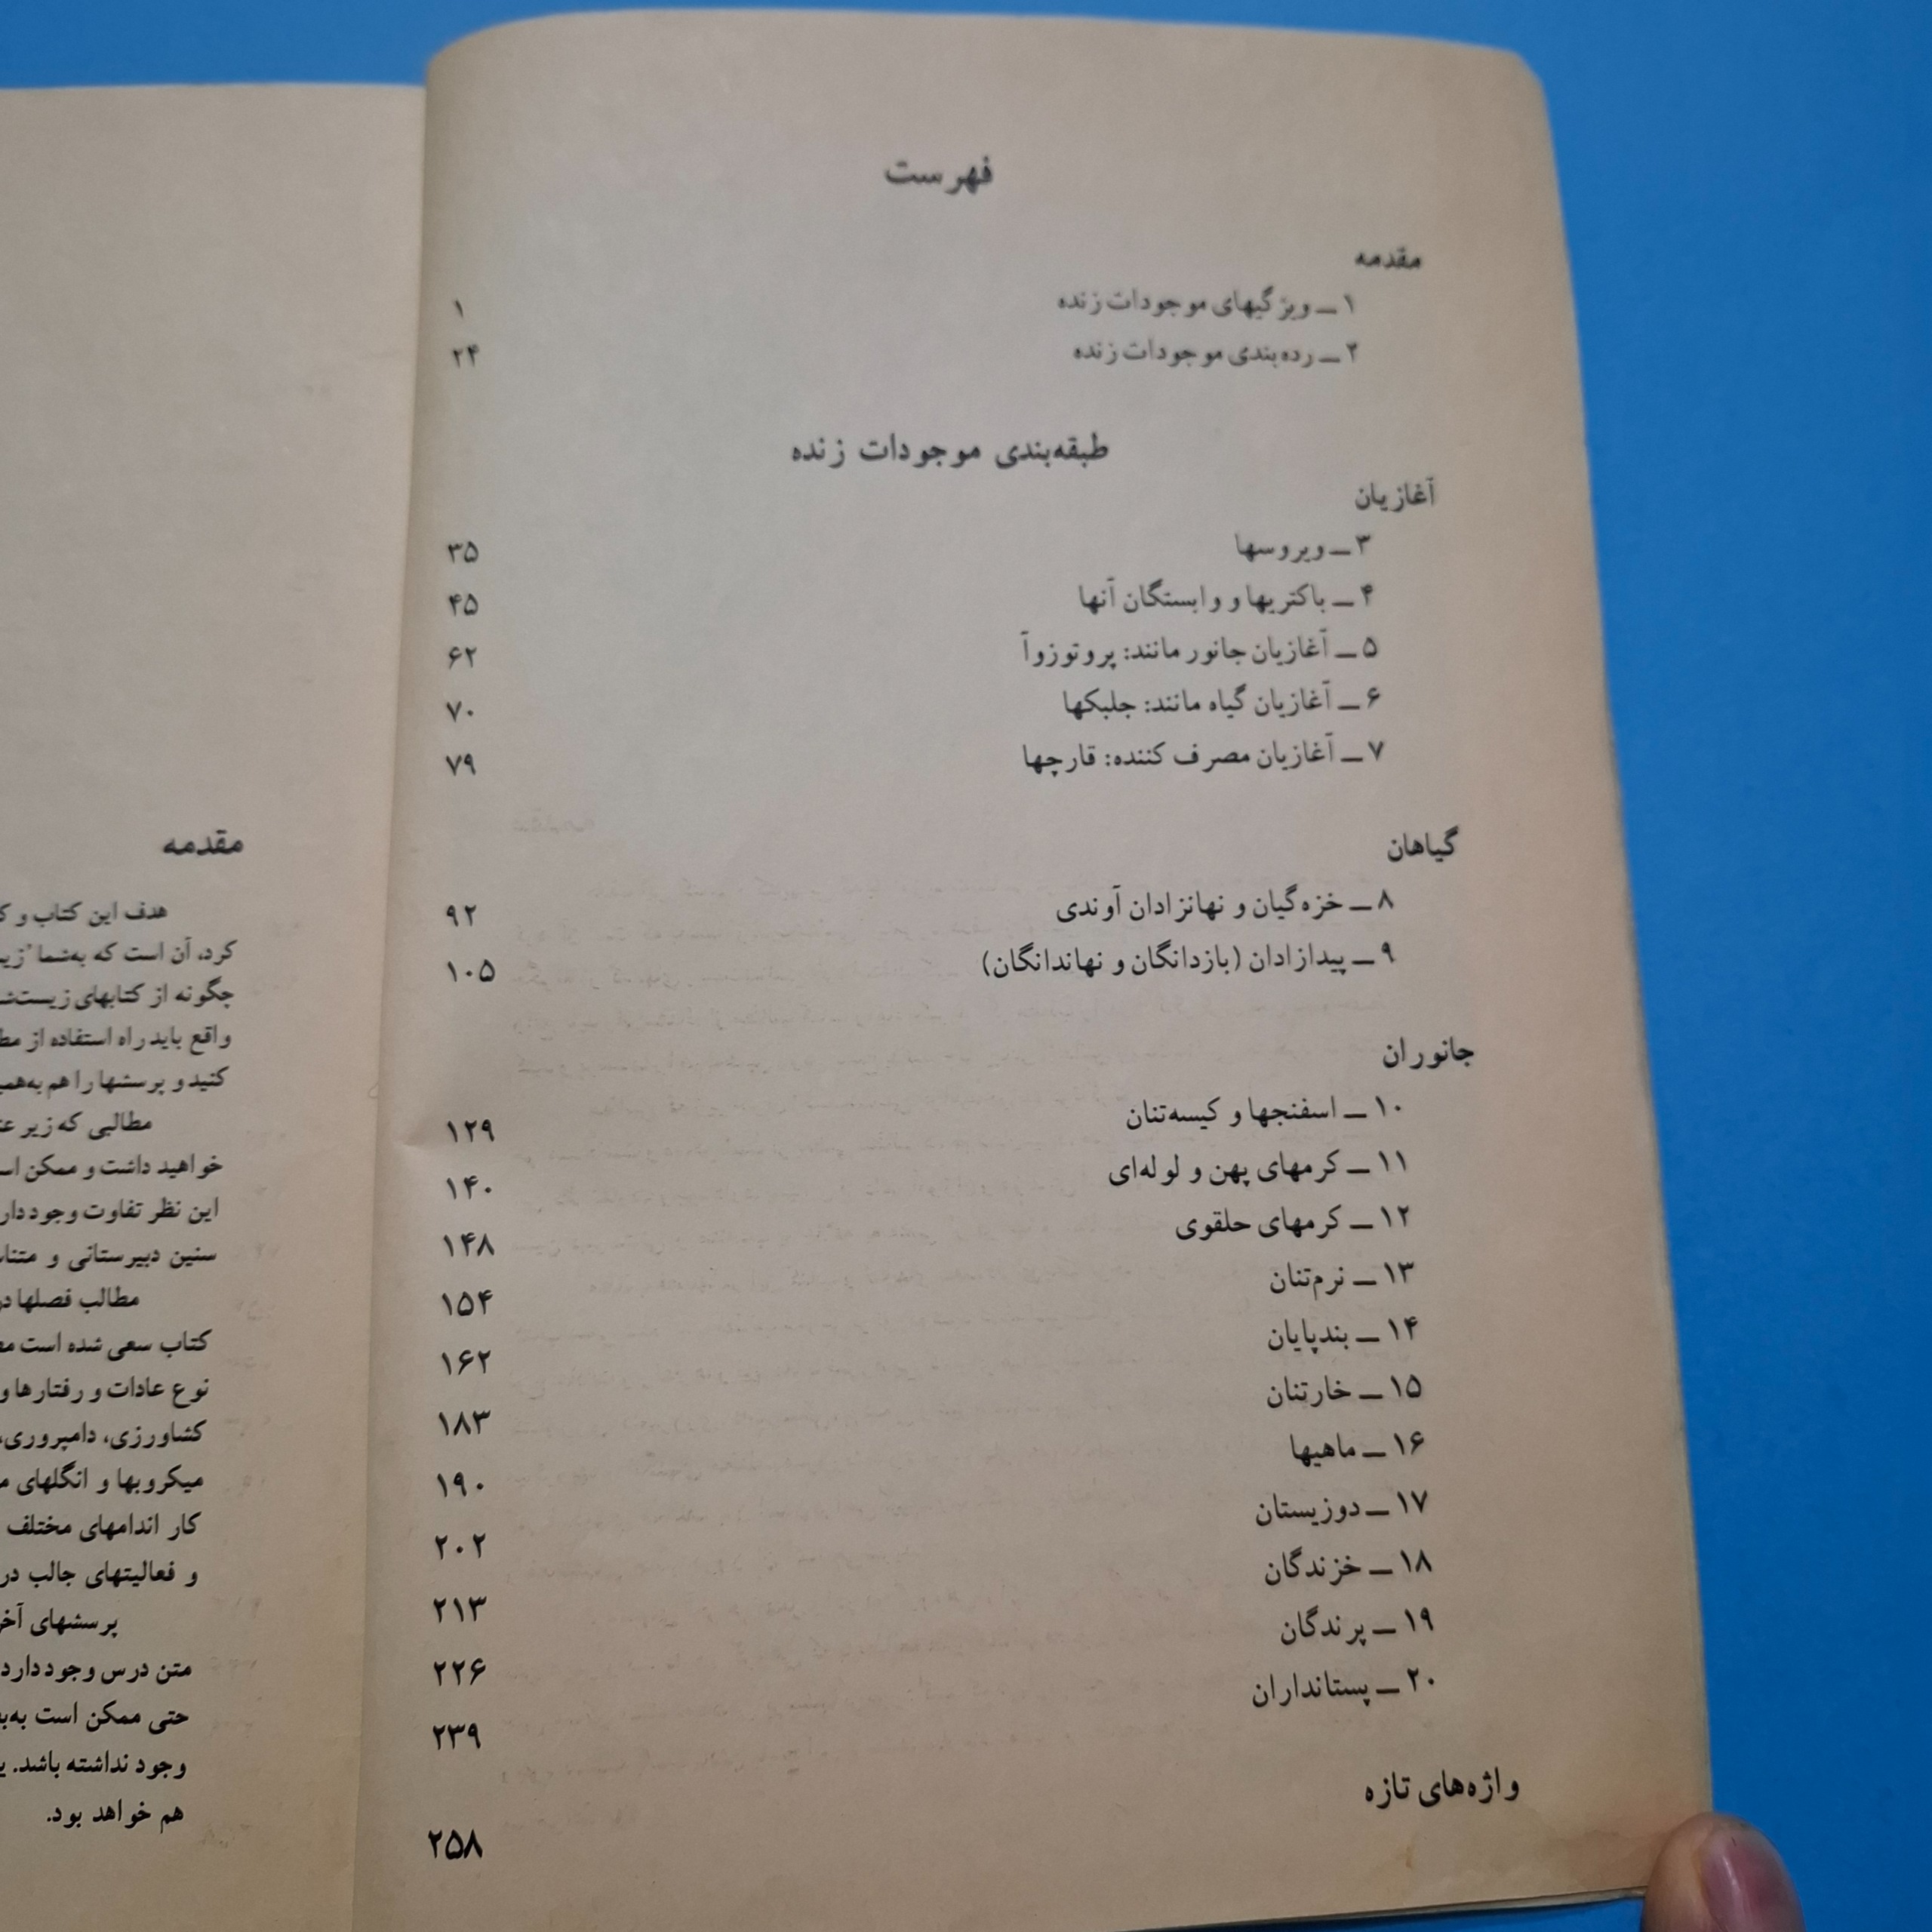 فهرست
مقدمه
۱ ــ ویژگیهای موجودات زنده ۱
۲ ــ رده‌بندی موجودات زنده ۲۴
طبقه‌بندی موجودات زنده
آغازیان
۳ ــ ویروسها ۳۵
۴ ــ باکتریها و وابستگان آنها ۴۵
۵ ــ آغازیان جانور مانند: پروتوزوآ ۶۲
۶ ــ آغازیان گیاه مانند: جلبکها ۷۰
۷ ــ آغازیان مصرف کننده: قارچها ۷۹
گیاهان
۸ ــ خزه‌گیان و نهانزادان آوندی ۹۲
۹ ــ پیدازادان (بازدانگان و نهاندانگان) ۱۰۵
جانوران
۱۰ ــ اسفنجها و کیسه‌تنان ۱۲۹
۱۱ ــ کرمهای پهن و لوله‌ای ۱۴۰
۱۲ ــ کرمهای حلقوی ۱۴۸
۱۳ ــ نرم‌تنان ۱۵۴
۱۴ ــ بندپایان ۱۶۲
۱۵ ــ خارتنان ۱۸۳
۱۶ ــ ماهیها ۱۹۰
۱۷ ــ دوزیستان ۲۰۲
۱۸ ــ خزندگان ۲۱۳
۱۹ ــ پرندگان ۲۲۶
۲۰ ــ پستانداران ۲۳۹
واژه‌های تازه ۲۵۸
مقدمه
هدف این کتاب و
کرد، آن است که به‌شما
چگونه از کتابهای
واقع باید راه استفاده از
کنید و پرسشها را هم
مطالبی که زیر
خواهید داشت و ممکن
این نظر تفاوت وجود
سنین دبیرستانی و
مطالب فصلها
کتاب سعی شده است
نوع عادات و رفتارها و
کشاورزی، دامپروری،
میکروبها و انگلهای
کار اندامهای مختلف
و فعالیتهای جالب در
پرسشهای
متن درس وجود دارد
حتی ممکن است
وجود نداشته باشد.
هم خواهد بود.